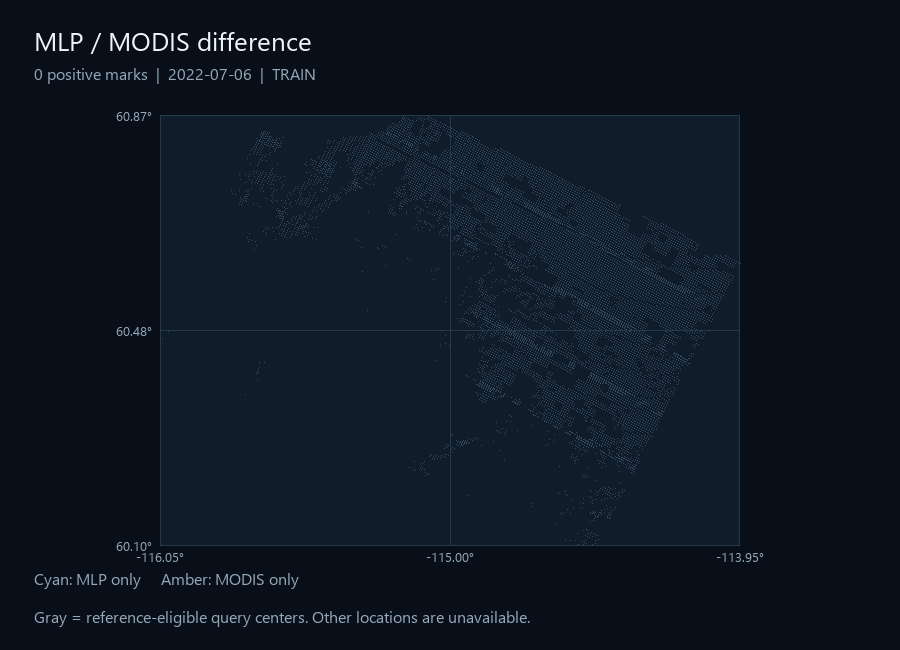 MLP / MODIS difference
0 positive marks | 2022-07-06 | TRAIN
60.87°
60.48°
60.10°
-116.05° -115.00° -113.95°
Cyan: MLP only Amber: MODIS only
Gray = reference-eligible query centers. Other locations are unavailable.